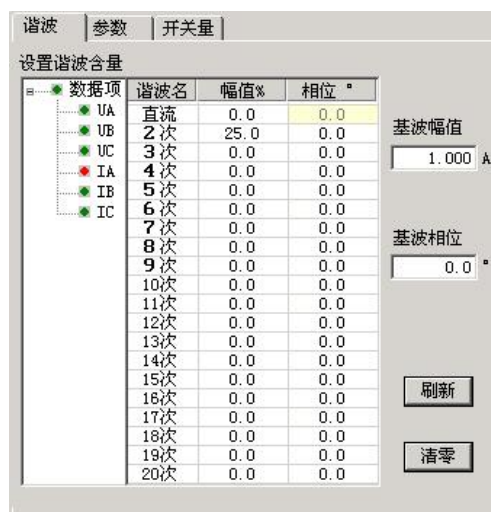 谐波 参数 开关量
设置谐波含量
数据项
UA
UB
UC
IA
IB
IC
谐波名 幅值% 相位 °
直流 0.0 0.0
2次 25.0 0.0
3次 0.0 0.0
4次 0.0 0.0
5次 0.0 0.0
6次 0.0 0.0
7次 0.0 0.0
8次 0.0 0.0
9次 0.0 0.0
10次 0.0 0.0
11次 0.0 0.0
12次 0.0 0.0
13次 0.0 0.0
14次 0.0 0.0
15次 0.0 0.0
16次 0.0 0.0
17次 0.0 0.0
18次 0.0 0.0
19次 0.0 0.0
20次 0.0 0.0
基波幅值
1.000 A
基波相位
0.0 °
刷新
清零